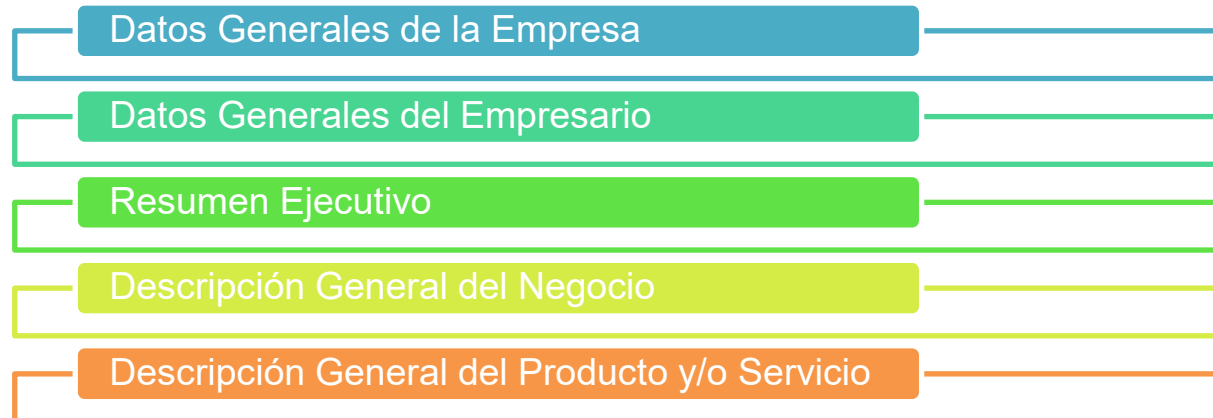 Datos Generales de la Empresa
Datos Generales del Empresario
Resumen Ejecutivo
Descripción General del Negocio
Descripción General del Producto y/o Servicio